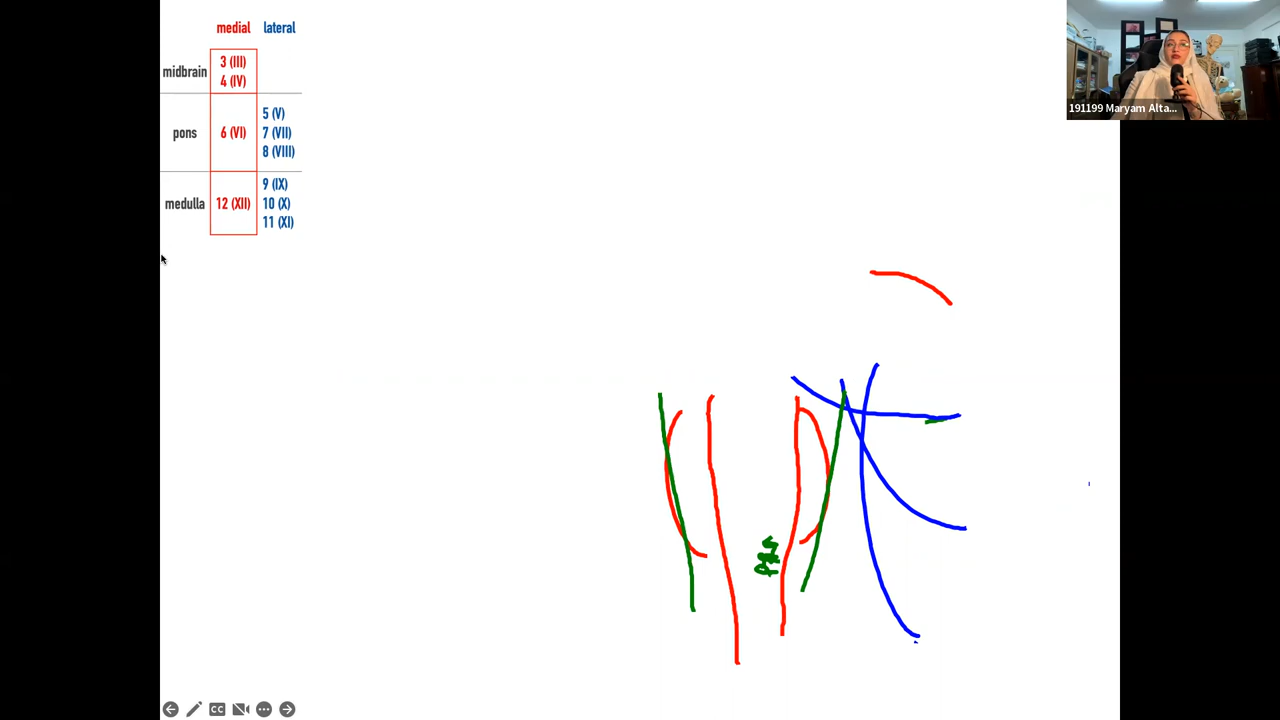 medial lateral
midbrain 3 (III)
4 (IV)
pons 6 (VI) 5 (V)
7 (VII)
8 (VIII)
medulla 12 (XII) 9 (IX)
10 (X)
11 (XI)
191199 Maryam Alta...
CC